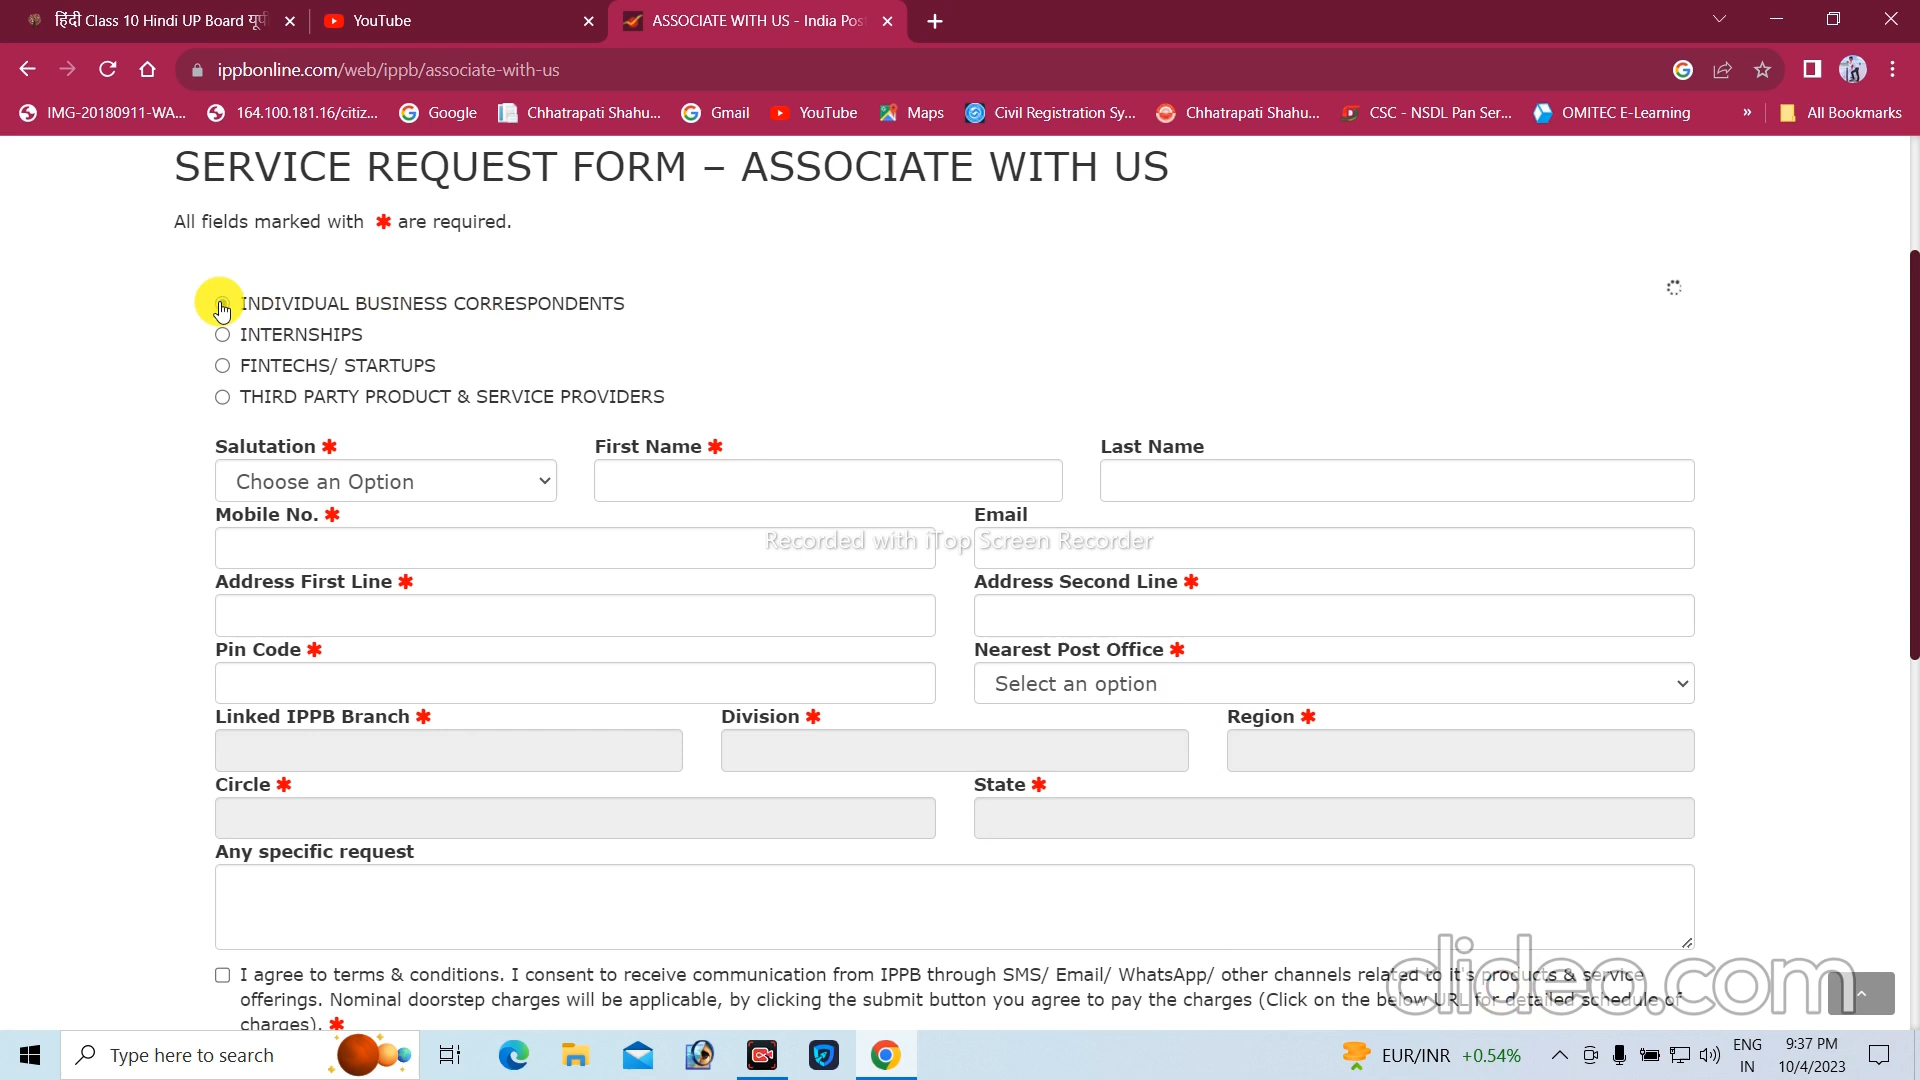 हिंदी Class 10 Hindi UP Board
YouTube
ASSOCIATE WITH US - India Pos
ippbonline.com/web/ippb/associate-with-us
IMG-20180911-WA...
164.100.181.16/citiz...
Google
Chhatrapati Shahu...
Gmail
YouTube
Maps
Civil Registration Sy...
Chhatrapati Shahu...
CSC - NSDL Pan Ser...
OMITEC E-Learning
»
All Bookmarks
SERVICE REQUEST FORM – ASSOCIATE WITH US
All fields marked with ✱ are required.
INDIVIDUAL BUSINESS CORRESPONDENTS
INTERNSHIPS
FINTECHS/ STARTUPS
THIRD PARTY PRODUCT & SERVICE PROVIDERS
Salutation ✱ First Name ✱ Last Name
Choose an Option
Mobile No. ✱ Email
Recorded with iTop Screen Recorder
Address First Line ✱ Address Second Line ✱
Pin Code ✱ Nearest Post Office ✱
Select an option
Linked IPPB Branch ✱ Division ✱ Region ✱
Circle ✱ State ✱
Any specific request
I agree to terms & conditions. I consent to receive communication from IPPB through SMS/ Email/ WhatsApp/ other channels related to it's products & service
offerings. Nominal doorstep charges will be applicable, by clicking the submit button you agree to pay the charges (Click on the below URL for detailed schedule of
charges). ✱
clideo.com
Type here to search
EUR/INR +0.54%
ENG
IN
9:37 PM
10/4/2023